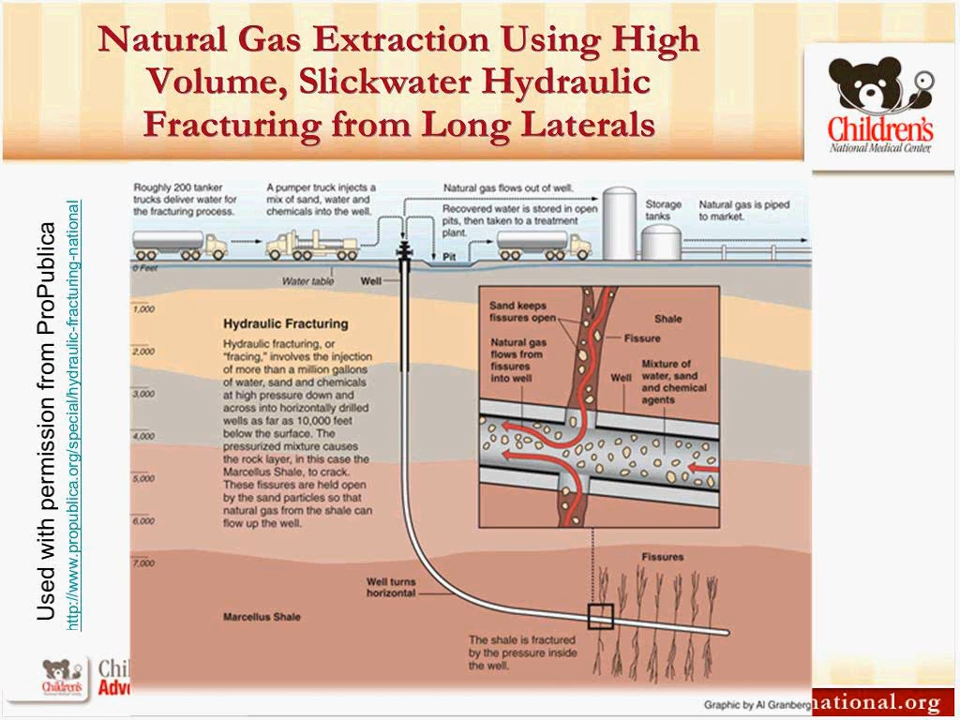 Natural Gas Extraction Using High
Volume, Slickwater Hydraulic
Fracturing from Long Laterals
Children's
National Medical Center
Used with permission from ProPublica
http://www.propublica.org/special/hydraulic-fracturing-national
Roughly 200 tanker
trucks deliver water for
the fracturing process.
A pumper truck injects a
mix of sand, water and
chemicals into the well.
Natural gas flows out of well.
Recovered water is stored in open
pits, then taken to a treatment
plant.
Pit
Storage
tanks
Natural gas is piped
to market.
0 Feet
Water table
Well
1,000
2,000
3,000
4,000
5,000
6,000
7,000
Hydraulic Fracturing
Hydraulic fracturing, or
"fracing," involves the injection
of more than a million gallons
of water, sand and chemicals
at high pressure down and
across into horizontally drilled
wells as far as 10,000 feet
below the surface. The
pressurized mixture causes
the rock layer, in this case the
Marcellus Shale, to crack.
These fissures are held open
by the sand particles so that
natural gas from the shale can
flow up the well.
Sand keeps
fissures open
Shale
Fissure
Natural gas
flows from
fissures
into well
Well
Mixture of
water, sand
and chemical
agents
Fissures
Well turns
horizontal
Marcellus Shale
The shale is fractured
by the pressure inside
the well.
Children's
Chi
Adv
Graphic by Al Granberg
national.org